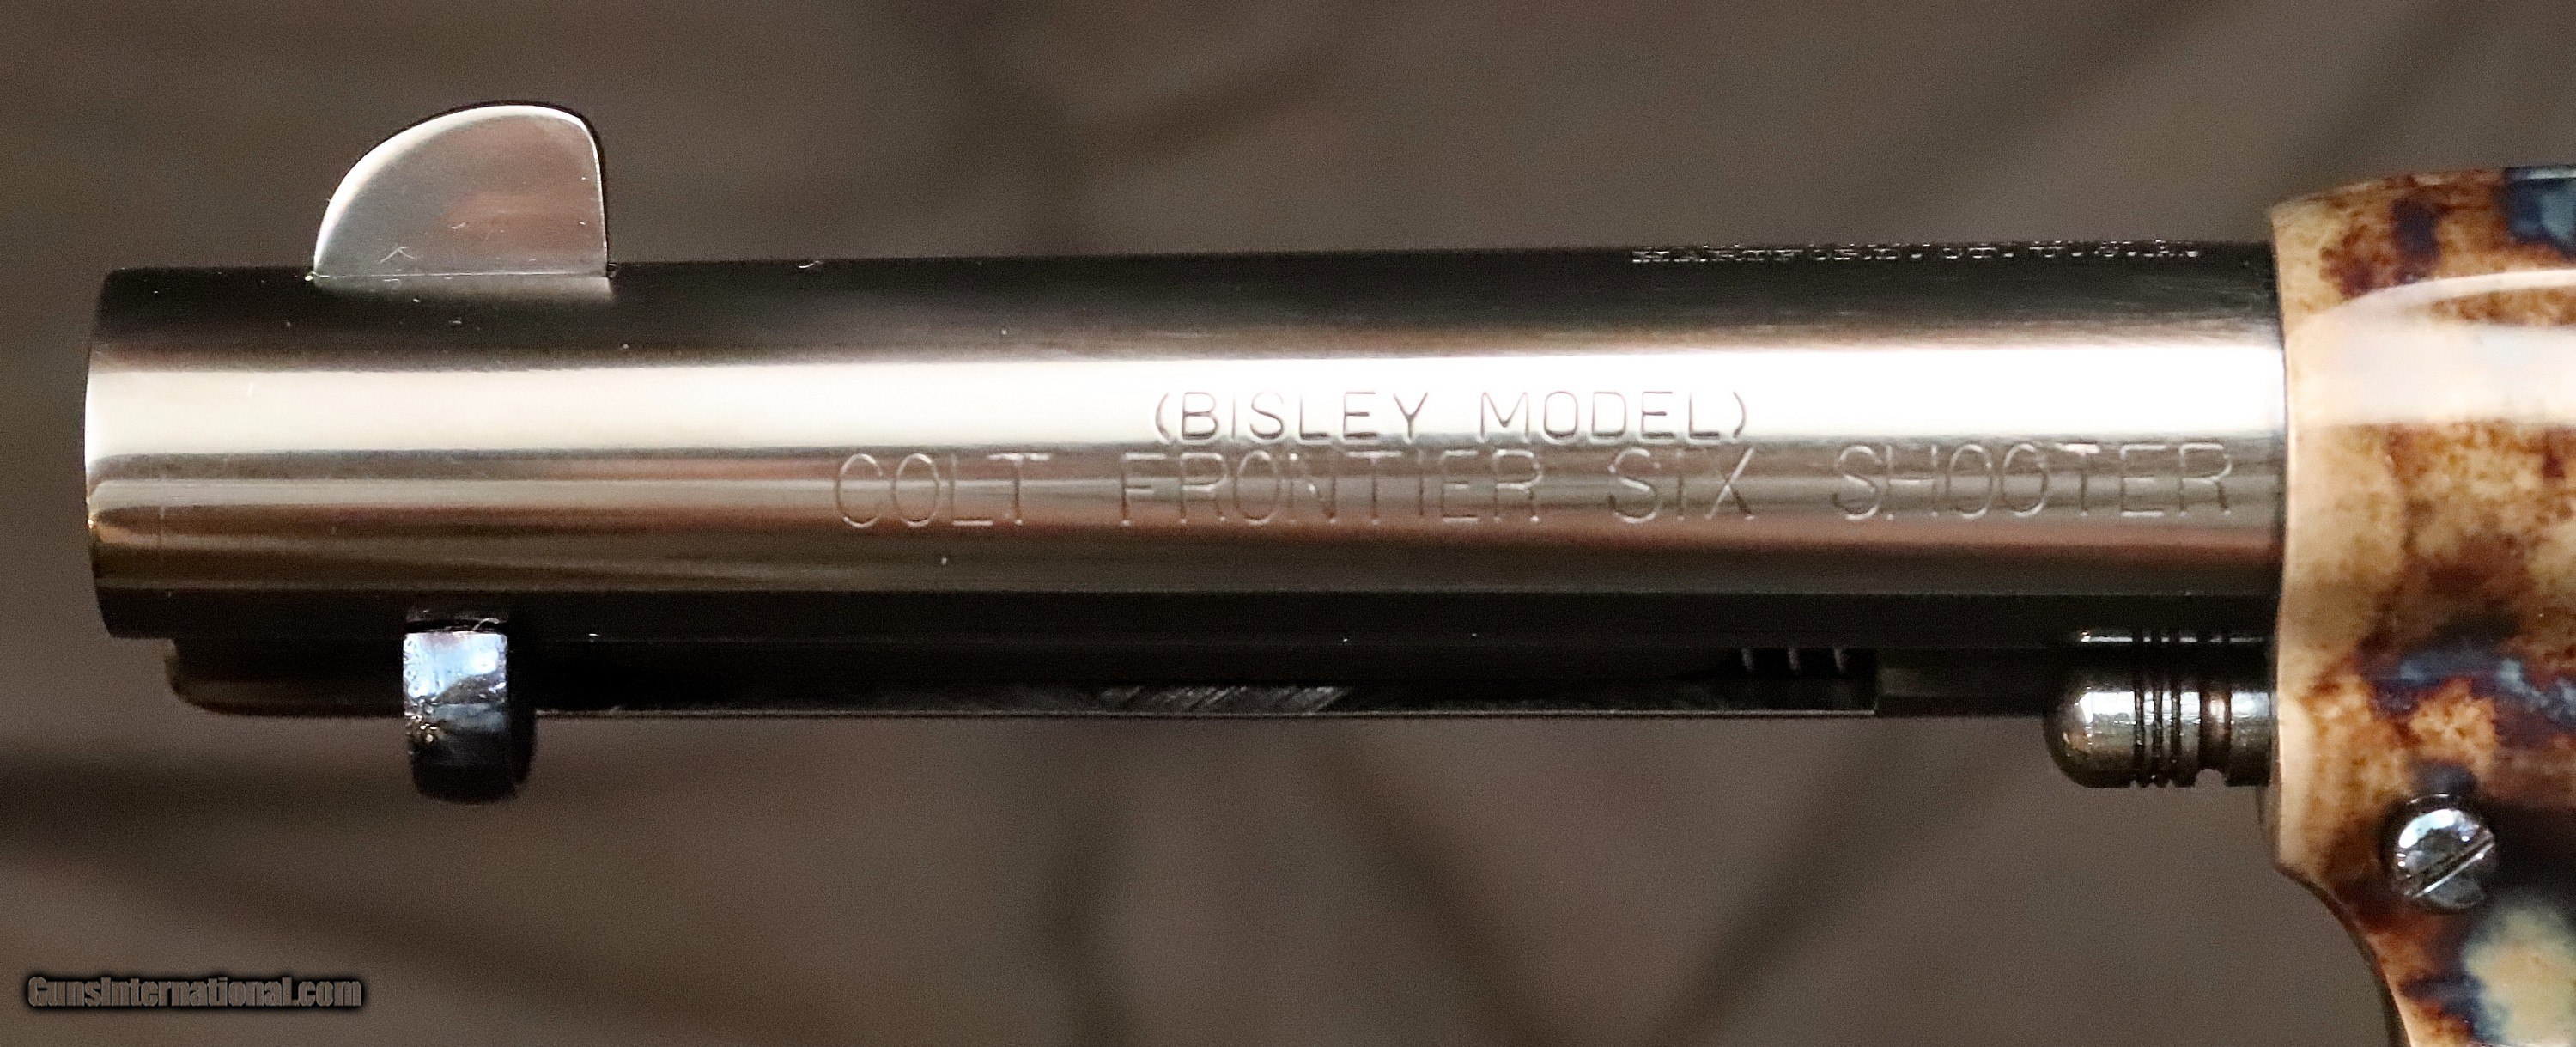 (BISLEY MODEL)
COLT FRONTIER SIX SHOOTER
GunsInternational.com